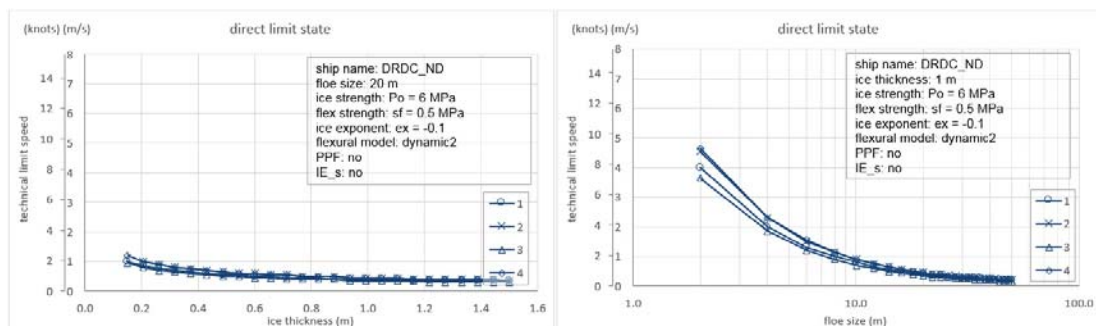 (knots) (m/s)
direct limit state
technical limit speed
14
12
10
8
6
4
2
0
8
7
6
5
4
3
2
1
0
ship name: DRDC_ND
floe size: 20 m
ice strength: Po = 6 MPa
flex strength: sf = 0.5 MPa
ice exponent: ex = -0.1
flexural model: dynamic2
PPF: no
IE_s: no
1
2
3
4
0.0 0.2 0.4 0.6 0.8 1.0 1.2 1.4 1.6
ice thickness (m)
(knots) (m/s)
direct limit state
technical limit speed
14
12
10
8
6
4
2
0
8
7
6
5
4
3
2
1
0
ship name: DRDC_ND
ice thickness: 1 m
ice strength: Po = 6 MPa
flex strength: sf = 0.5 MPa
ice exponent: ex = -0.1
flexural model: dynamic2
PPF: no
IE_s: no
1
2
3
4
1.0 10.0 100.0
floe size (m)